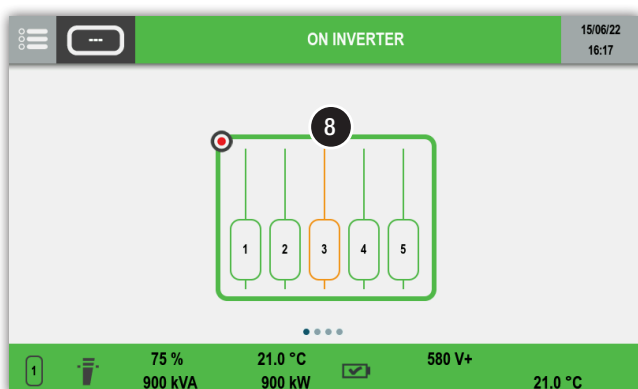 ---
ON INVERTER
15/06/22
16:17
8
1 2 3 4 5
1
75 % 21.0 °C 580 V+
900 kVA 900 kW 21.0 °C